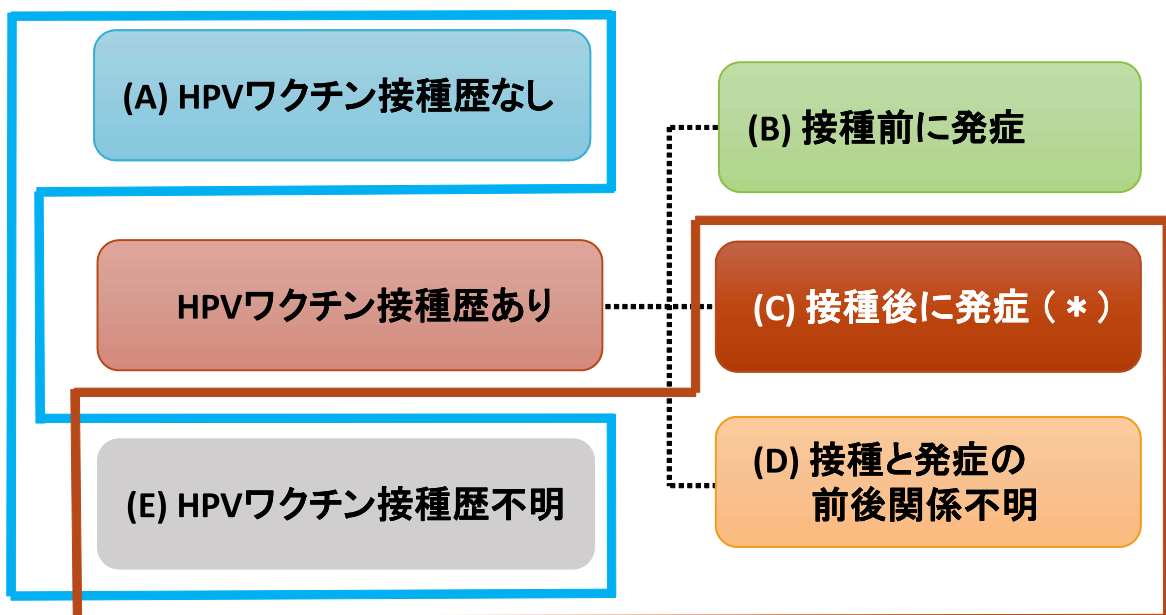 (A) HPVワクチン接種歴なし
(B) 接種前に発症
HPVワクチン接種歴あり
(C) 接種後に発症（＊）
(D) 接種と発症の
前後関係不明
(E) HPVワクチン接種歴不明